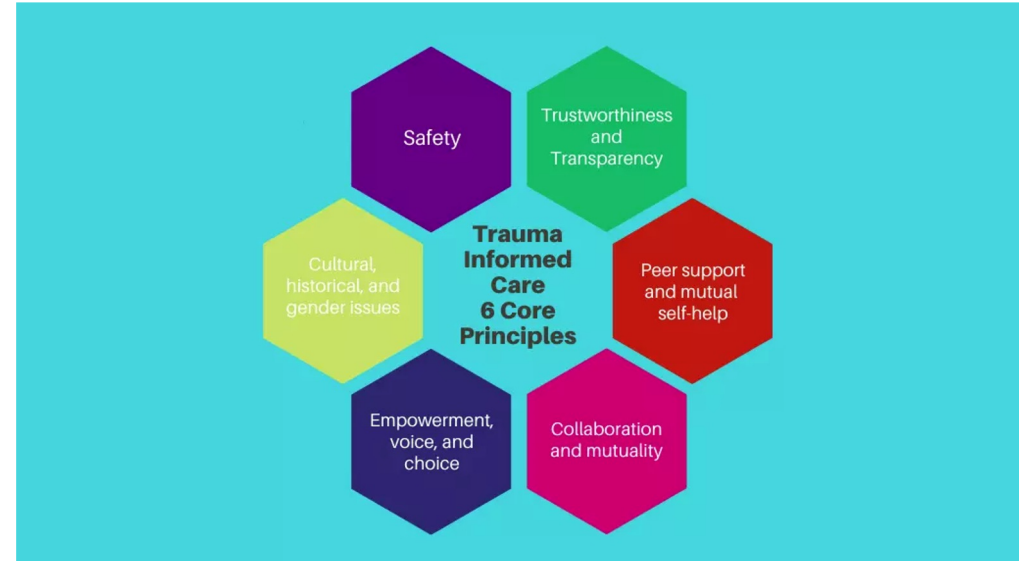 Safety
Trustworthiness
and
Transparency
Trauma
Informed
Care
6 Core
Principles
Cultural,
historical, and
gender issues
Peer support
and mutual
self-help
Empowerment,
voice, and
choice
Collaboration
and mutuality